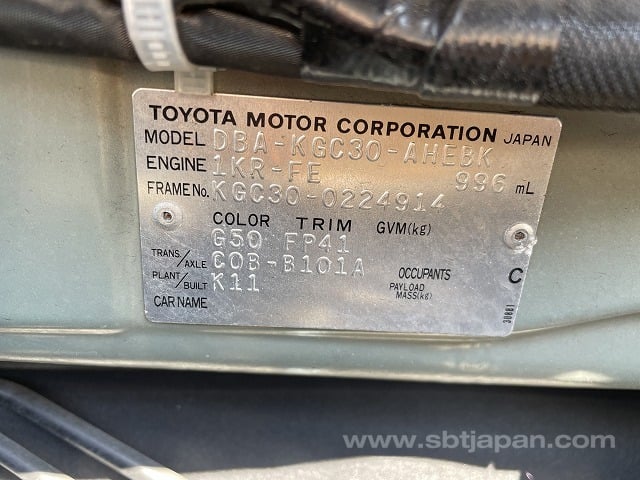 TOYOTA MOTOR CORPORATION JAPAN
MODEL DBA-KGC30-AHEBK
ENGINE 1KR-FE 996 mL
FRAME No. KGC30-0224914
COLOR TRIM GVM(kg)
G50 FP41
TRANS/AXLE C0B-B101A OCCUPANTS C
PLANT/BUILT K11 PAYLOAD MASS(kg)
CAR NAME
30881
www.sbtjapan.com